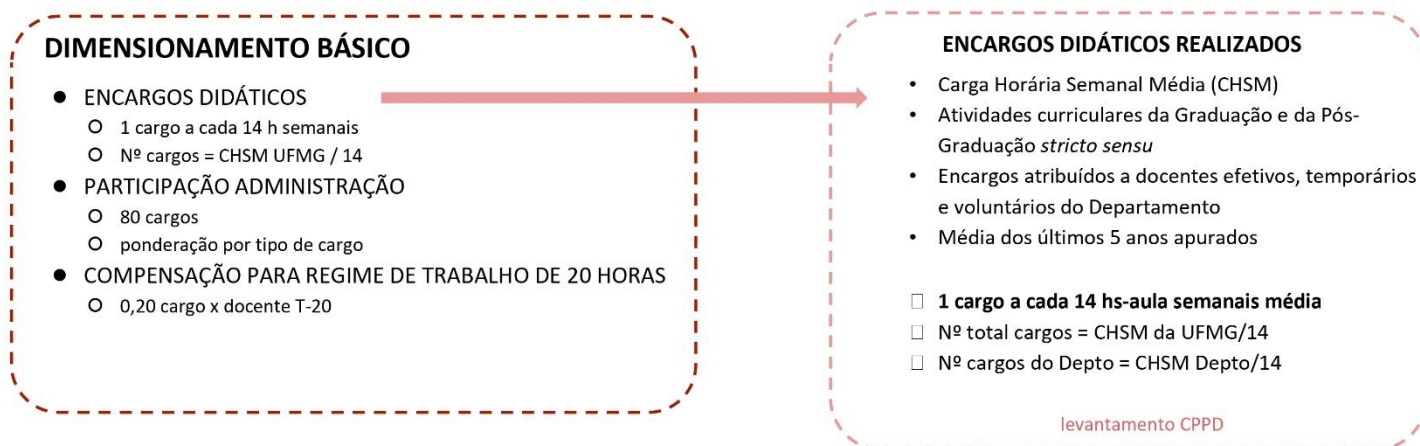 DIMENSIONAMENTO BÁSICO
● ENCARGOS DIDÁTICOS
O 1 cargo a cada 14 h semanais
O Nº cargos = CHSM UFMG / 14
● PARTICIPAÇÃO ADMINISTRAÇÃO
O 80 cargos
O ponderação por tipo de cargo
● COMPENSAÇÃO PARA REGIME DE TRABALHO DE 20 HORAS
O 0,20 cargo x docente T-20
ENCARGOS DIDÁTICOS REALIZADOS
• Carga Horária Semanal Média (CHSM)
• Atividades curriculares da Graduação e da Pós-
Graduação stricto sensu
• Encargos atribuídos a docentes efetivos, temporários
e voluntários do Departamento
• Média dos últimos 5 anos apurados
□ 1 cargo a cada 14 hs-aula semanais média
□ Nº total cargos = CHSM da UFMG/14
□ Nº cargos do Depto = CHSM Depto/14
levantamento CPPD